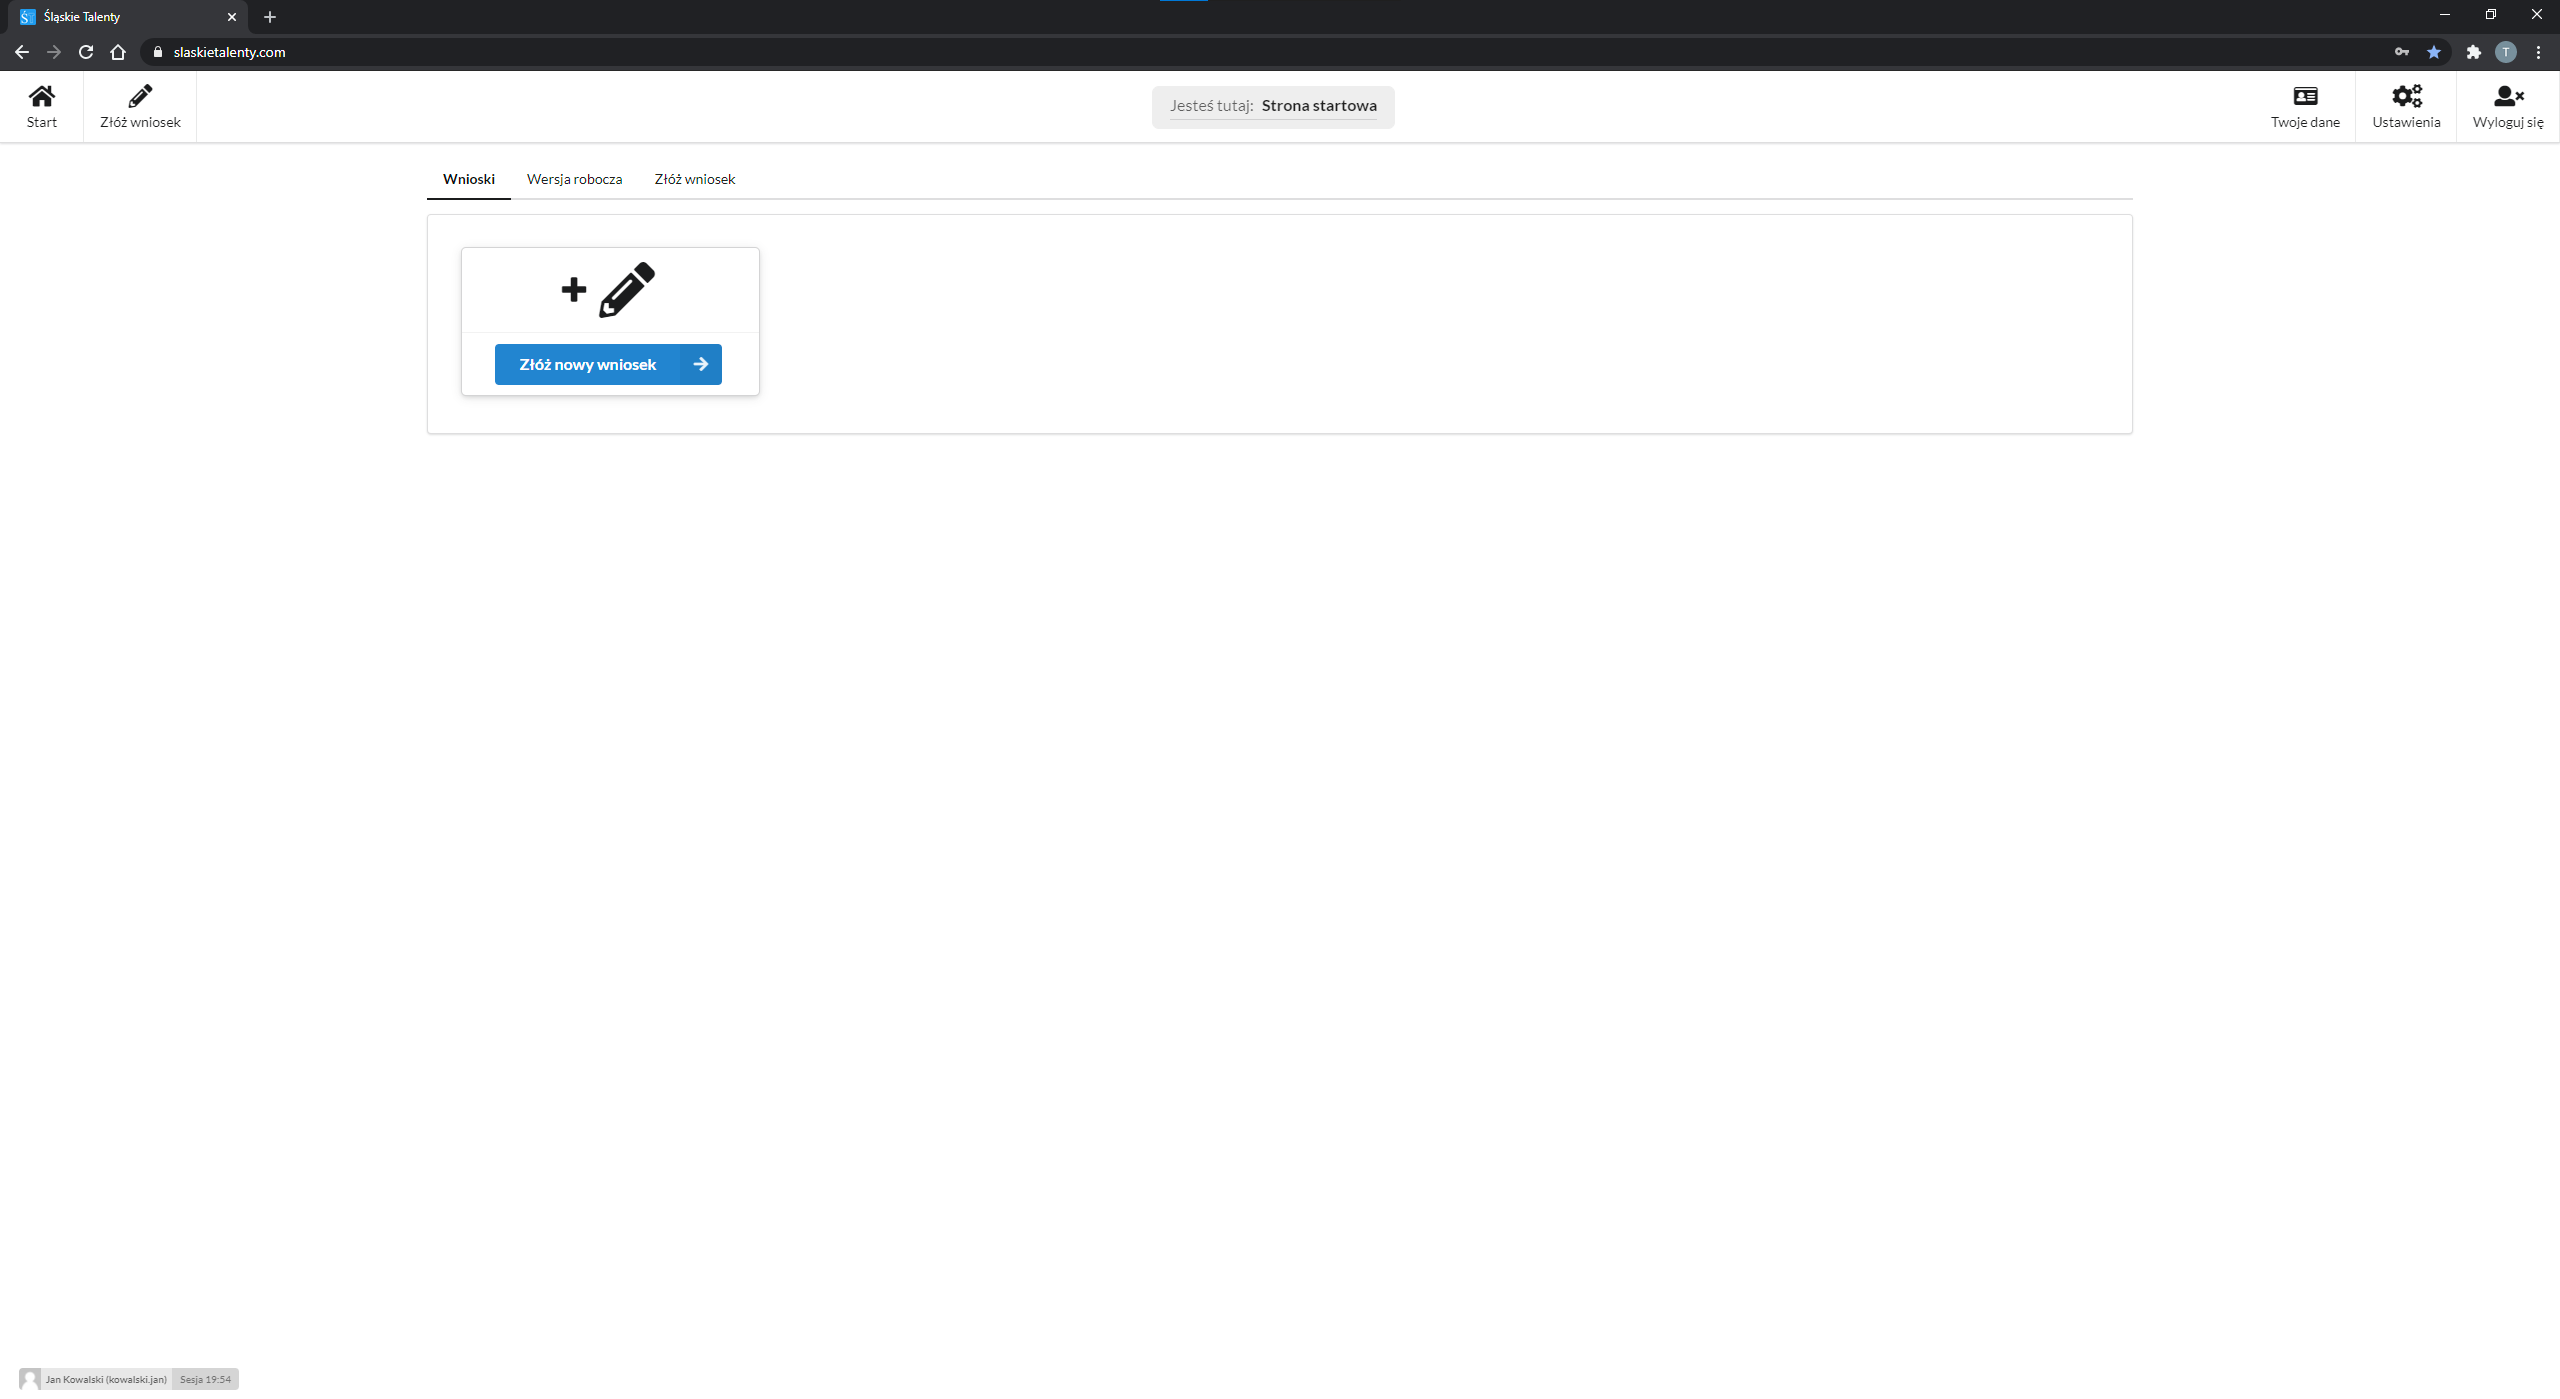 Śląskie Talenty
slaskietalenty.com
T
Start
Złóż wniosek
Jesteś tutaj: Strona startowa
Twoje dane
Ustawienia
Wyloguj się
Wnioski
Wersja robocza
Złóż wniosek
Złóż nowy wniosek
Jan Kowalski (kowalski.jan)
Sesja 19:54